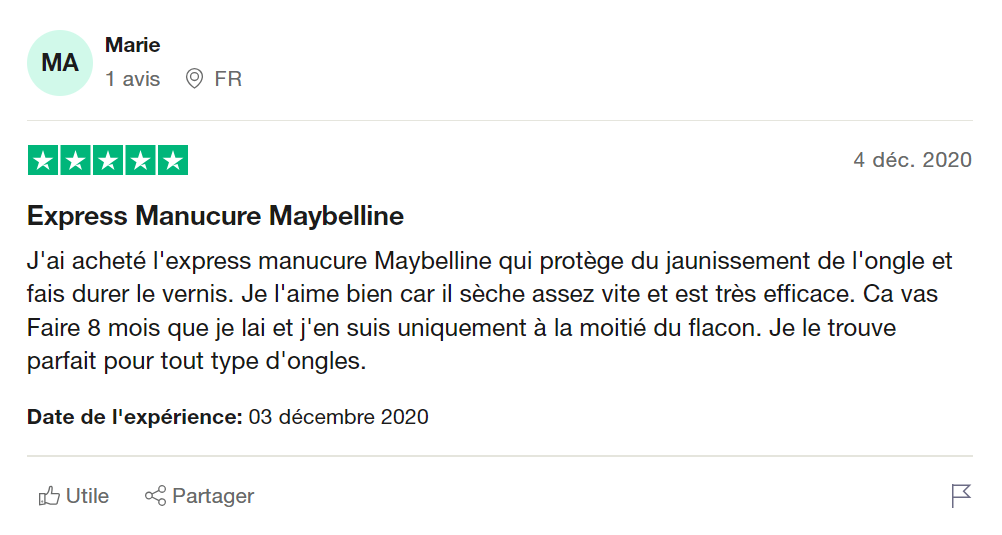 MA
Marie
1 avis FR
4 déc. 2020
Express Manucure Maybelline
J'ai acheté l'express manucure Maybelline qui protège du jaunissement de l'ongle et
fais durer le vernis. Je l'aime bien car il sèche assez vite et est très efficace. Ca vas
Faire 8 mois que je lai et j'en suis uniquement à la moitié du flacon. Je le trouve
parfait pour tout type d'ongles.
Date de l'expérience: 03 décembre 2020
Utile Partager